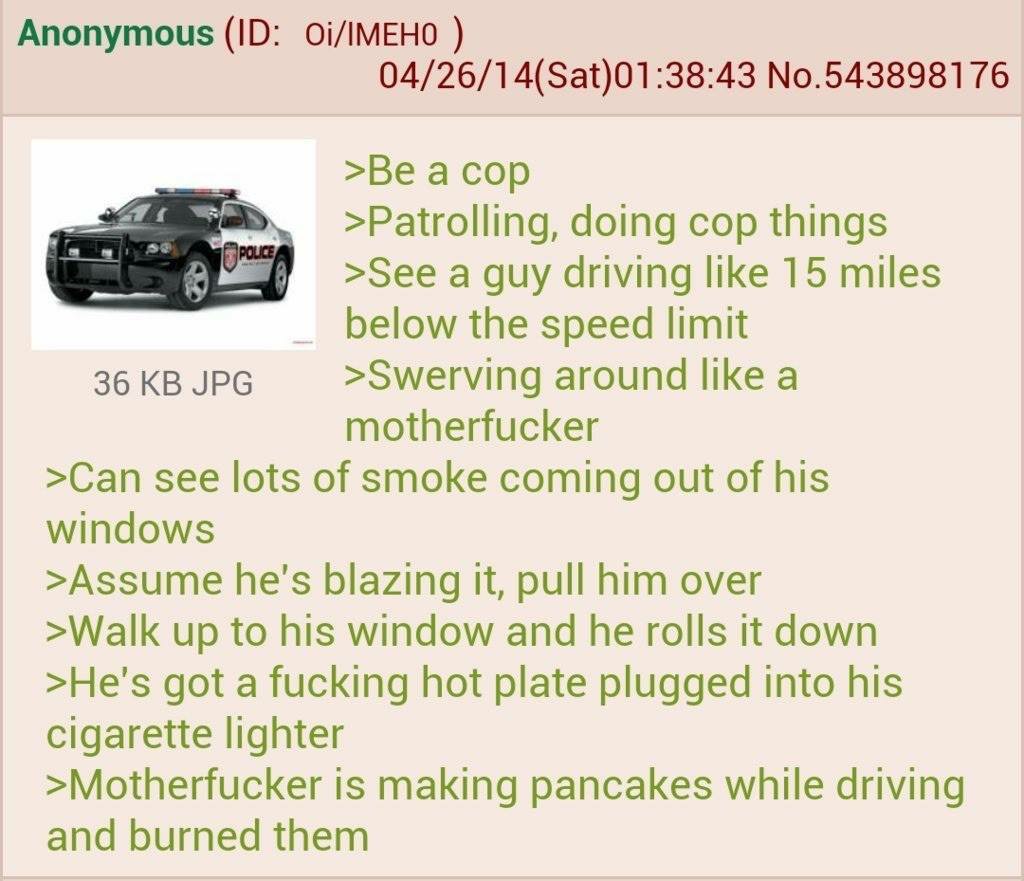 Anonymous (ID: Oi/lMEH0 )
04/26/14(Sat)01:38:43 No.543898176
POLICE
36 KB JPG
>Be a cop
>Patrolling, doing cop things
>See a guy driving like 15 miles
below the speed limit
>Swerving around like a
motherfucker
>Can see lots of smoke coming out of his
windows
>Assume he's blazing it, pull him over
>Walk up to his window and he rolls it down
>He's got a fucking hot plate plugged into his
cigarette lighter
>Motherfucker is making pancakes while driving
and burned them